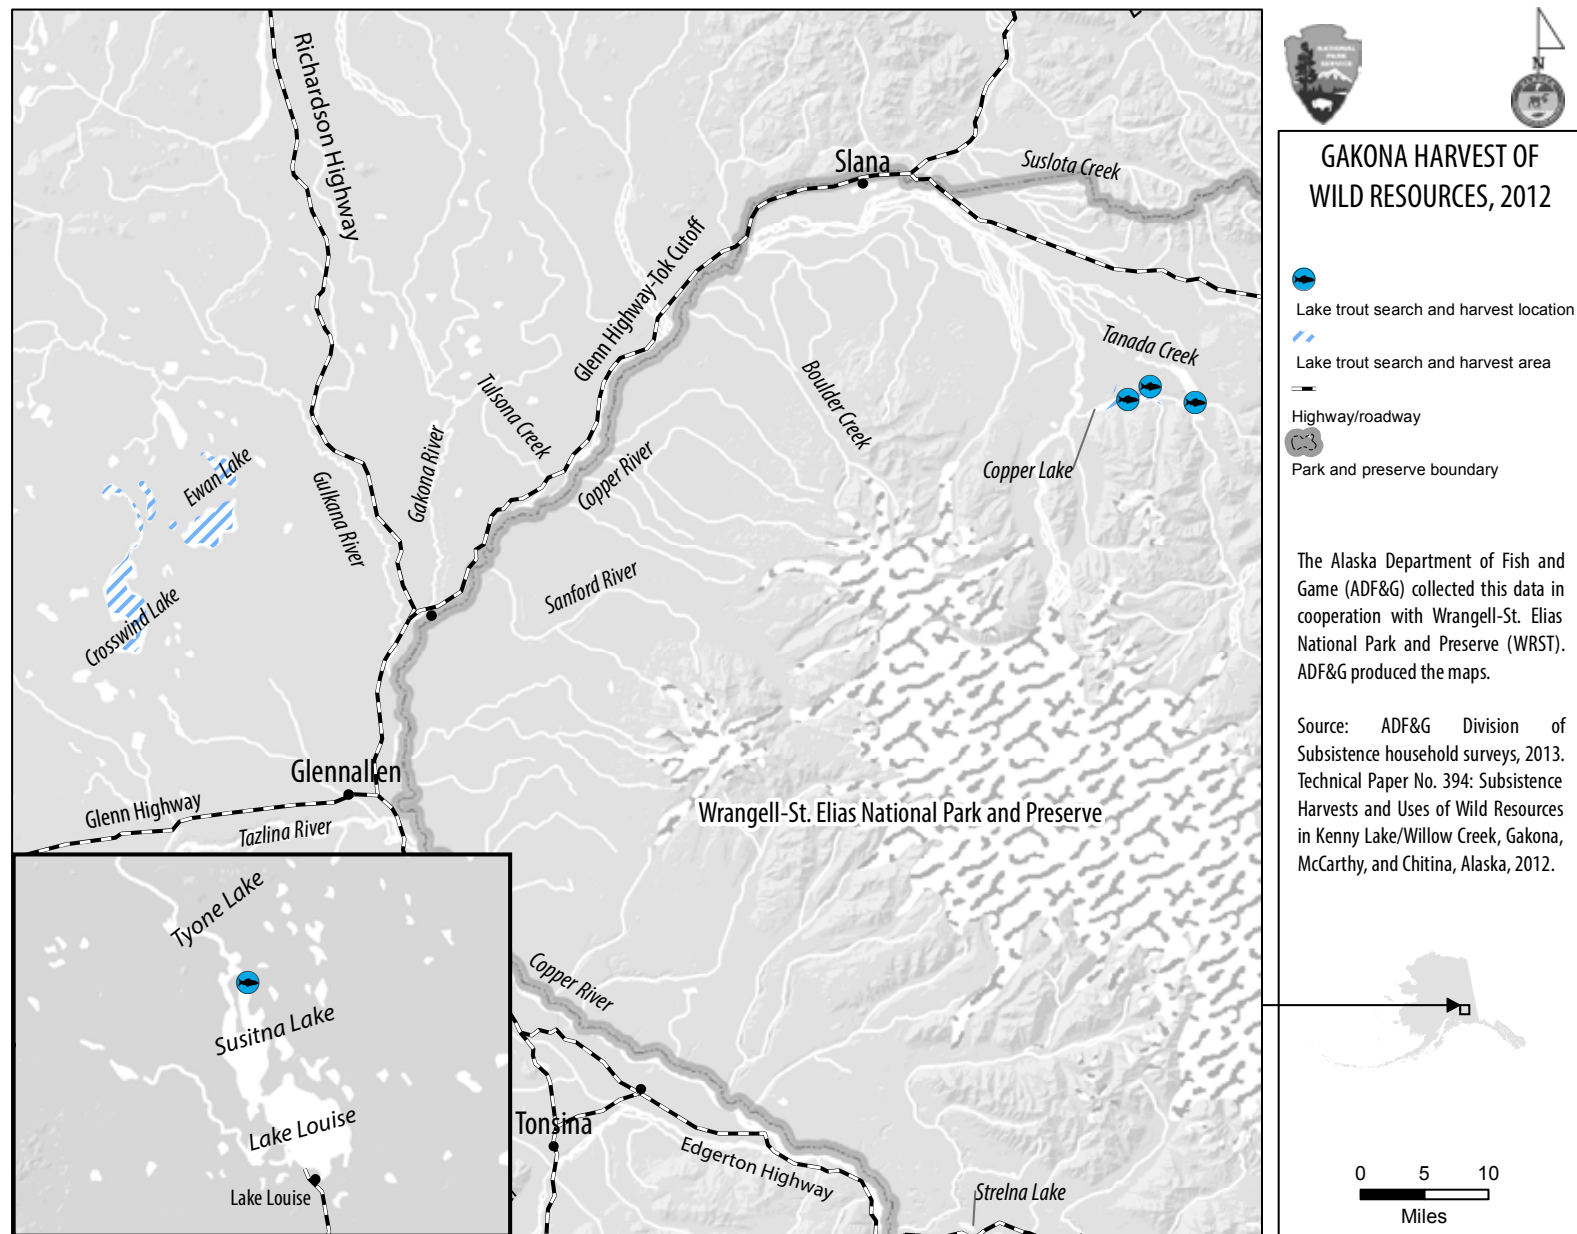 Richardson Highway
Slana
Suslota Creek
Glenn Highway-Tok Cutoff
Tanada Creek
Boulder Creek
Tulsona Creek
Copper Lake
Gakona River
Copper River
Ewan Lake
Gulkana River
Sanford River
Crosswind Lake
Glennallen
Glenn Highway
Tazlina River
Wrangell-St. Elias National Park and Preserve
Tyone Lake
Susitna Lake
Lake Louise
Lake Louise
Copper River
Tonsina
Edgerton Highway
Strelna Lake
NATIONAL
PARK
SERVICE
N
GAKONA HARVEST OF
WILD RESOURCES, 2012
Lake trout search and harvest location
Lake trout search and harvest area
Highway/roadway
Park and preserve boundary
The Alaska Department of Fish and
Game (ADF&G) collected this data in
cooperation with Wrangell-St. Elias
National Park and Preserve (WRST).
ADF&G produced the maps.
Source: ADF&G Division of
Subsistence household surveys, 2013.
Technical Paper No. 394: Subsistence
Harvests and Uses of Wild Resources
in Kenny Lake/Willow Creek, Gakona,
McCarthy, and Chitina, Alaska, 2012.
0 5 10
Miles